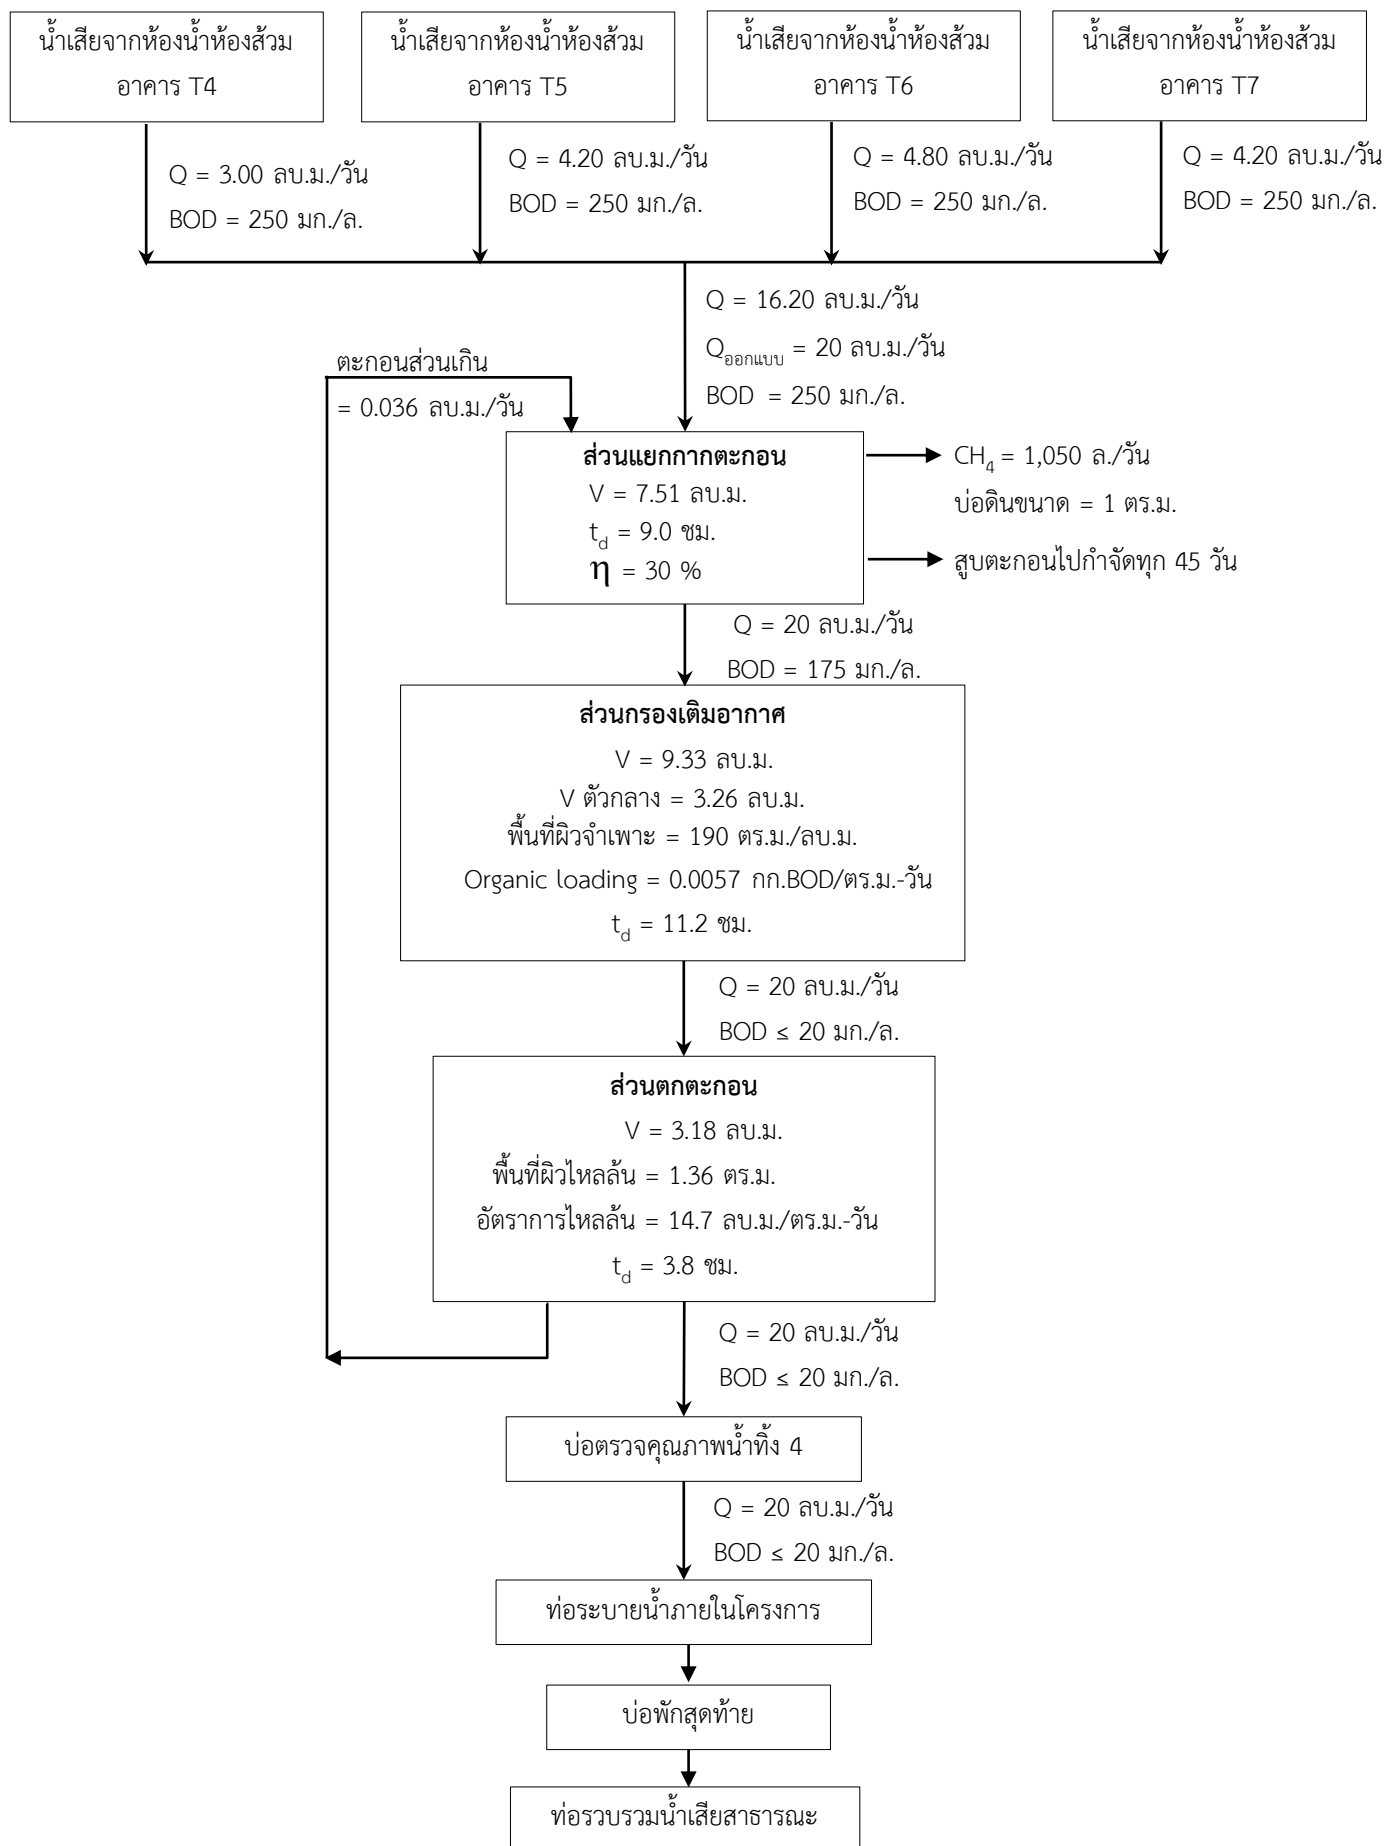 น้ำเสียจากห้องน้ำห้องส้วม
อาคาร T4
น้ำเสียจากห้องน้ำห้องส้วม
อาคาร T5
น้ำเสียจากห้องน้ำห้องส้วม
อาคาร T6
น้ำเสียจากห้องน้ำห้องส้วม
อาคาร T7
Q = 3.00 ลบ.ม./วัน
BOD = 250 มก./ล.
Q = 4.20 ลบ.ม./วัน
BOD = 250 มก./ล.
Q = 4.80 ลบ.ม./วัน
BOD = 250 มก./ล.
Q = 4.20 ลบ.ม./วัน
BOD = 250 มก./ล.
Q = 16.20 ลบ.ม./วัน
Qออกแบบ = 20 ลบ.ม./วัน
BOD = 250 มก./ล.
ตะกอนส่วนเกิน
= 0.036 ลบ.ม./วัน
ส่วนแยกกากตะกอน
V = 7.51 ลบ.ม.
td = 9.0 ชม.
η = 30 %
CH4 = 1,050 ล./วัน
บ่อดินขนาด = 1 ตร.ม.
สูบตะกอนไปกำจัดทุก 45 วัน
Q = 20 ลบ.ม./วัน
BOD = 175 มก./ล.
ส่วนกรองเติมอากาศ
V = 9.33 ลบ.ม.
V ตัวกลาง = 3.26 ลบ.ม.
พื้นที่ผิวจำเพาะ = 190 ตร.ม./ลบ.ม.
Organic loading = 0.0057 กก.BOD/ตร.ม.-วัน
td = 11.2 ชม.
Q = 20 ลบ.ม./วัน
BOD ≤ 20 มก./ล.
ส่วนตกตะกอน
V = 3.18 ลบ.ม.
พื้นที่ผิวไหลล้น = 1.36 ตร.ม.
อัตราการไหลล้น = 14.7 ลบ.ม./ตร.ม.-วัน
td = 3.8 ชม.
Q = 20 ลบ.ม./วัน
BOD ≤ 20 มก./ล.
บ่อตรวจคุณภาพน้ำทิ้ง 4
Q = 20 ลบ.ม./วัน
BOD ≤ 20 มก./ล.
ท่อระบายน้ำภายในโครงการ
บ่อพักสุดท้าย
ท่อรวบรวมน้ำเสียสาธารณะ